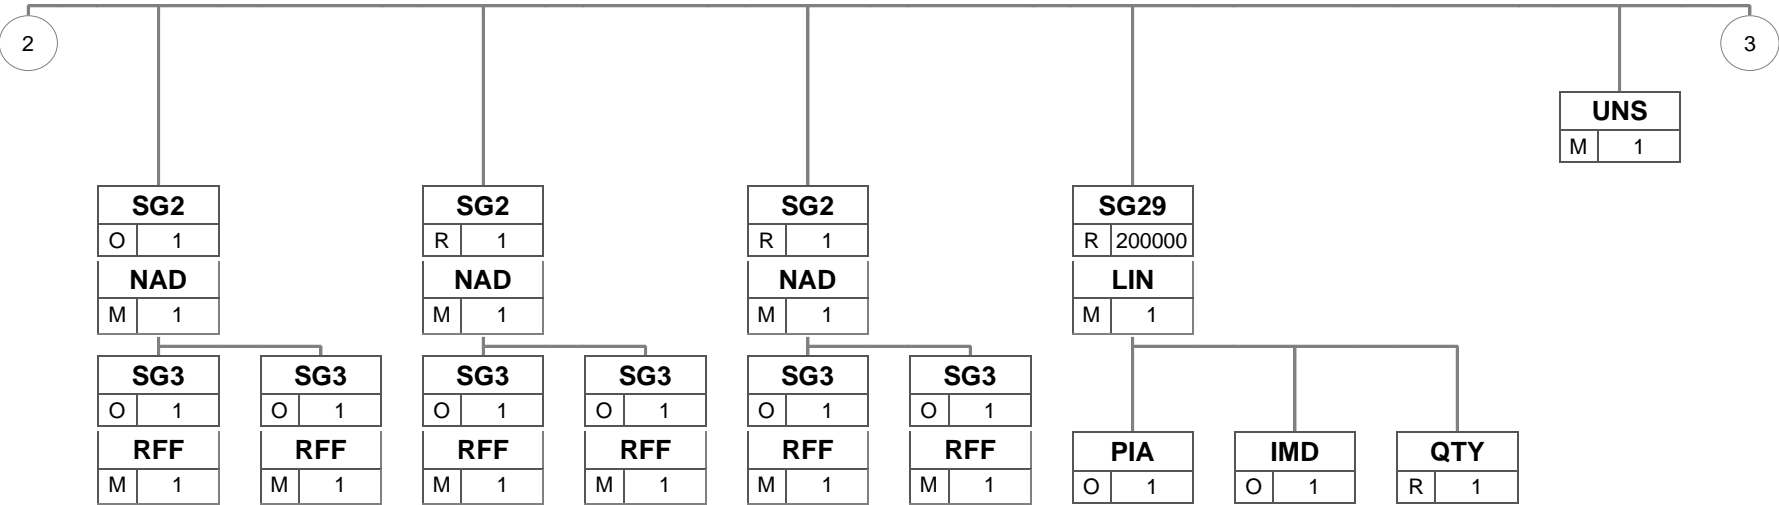 2 3
UNS
M 1
SG2 SG2 SG2 SG29
O 1 R 1 R 1 R 200000
NAD NAD NAD LIN
M 1 M 1 M 1 M 1
SG3 SG3 SG3 SG3 SG3 SG3
O 1 O 1 O 1 O 1 O 1 O 1
RFF RFF RFF RFF RFF RFF PIA IMD QTY
M 1 M 1 M 1 M 1 M 1 M 1 O 1 O 1 R 1